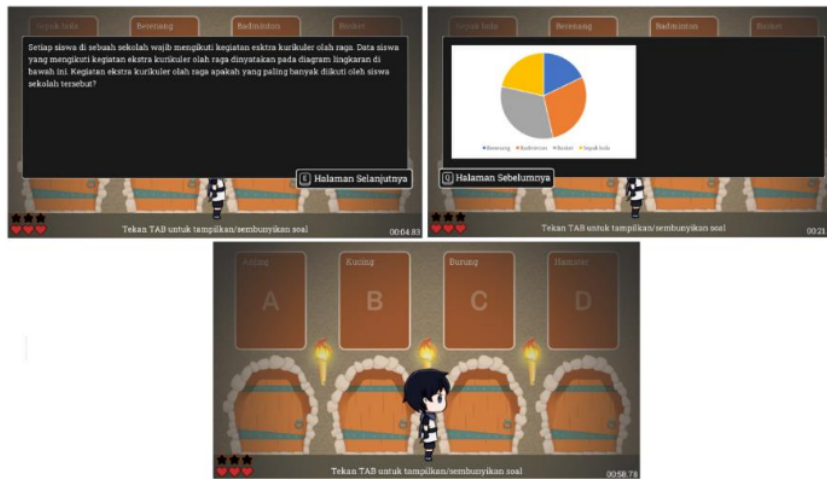 Sepak bola Berenang Badminton Basket
Setiap siswa di sebuah sekolah wajib mengikuti kegiatan esktra kurikuler olah raga. Data siswa
yang mengikuti kegiatan ekstra kurikuler olah raga dinyatakan pada diagram lingkaran di
bawah ini. Kegiatan ekstra kurikuler olah raga apakah yang paling banyak diikuti oleh siswa
sekolah tersebut?
E Halaman Selanjutnya
Tekan TAB untuk tampilkan/sembunyikan soal
00:04.83
Sepak bola Berenang Badminton Basket
Berenang Badminton Basket Sepak bola
Q Halaman Sebelumnya
Tekan TAB untuk tampilkan/sembunyikan soal
00:21
Anjing Kucing Burung Hamster
A B C D
Tekan TAB untuk tampilkan/sembunyikan soal
00:58.78